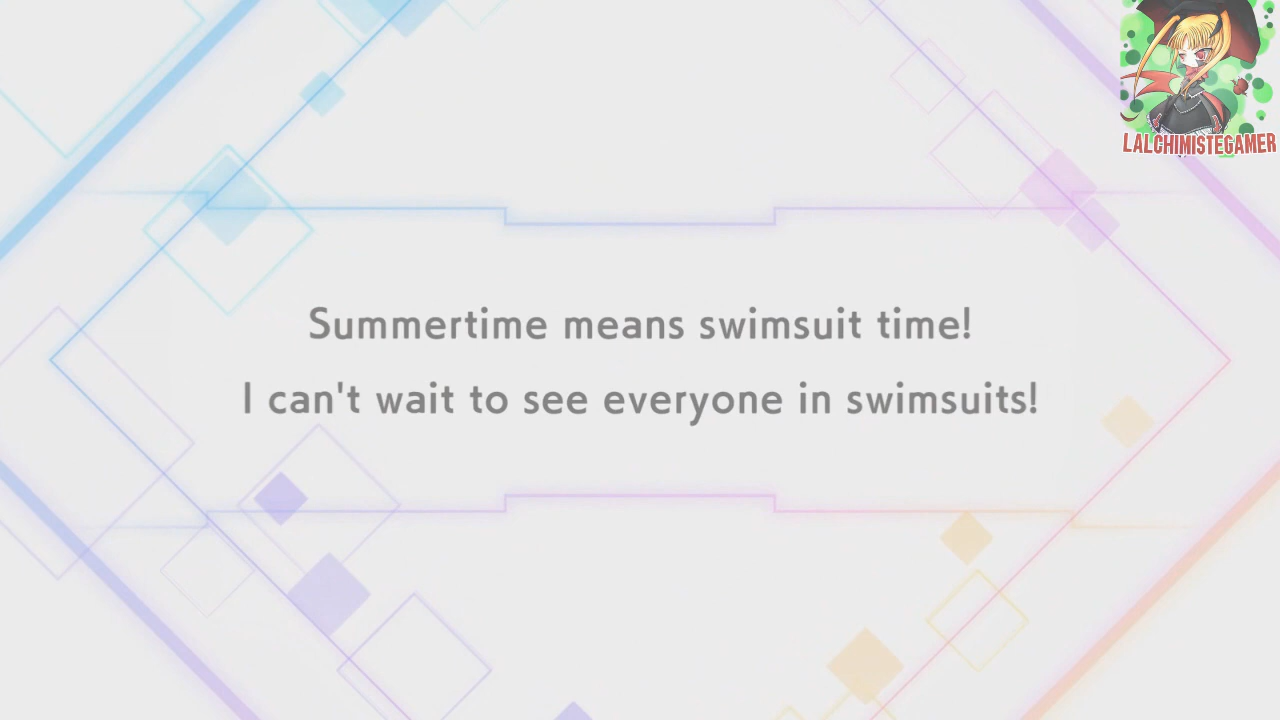 LALCHIMISTEGAMER
Summertime means swimsuit time!
I can't wait to see everyone in swimsuits!